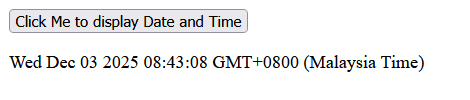 Click Me to display Date and Time
Wed Dec 03 2025 08:43:08 GMT+0800 (Malaysia Time)